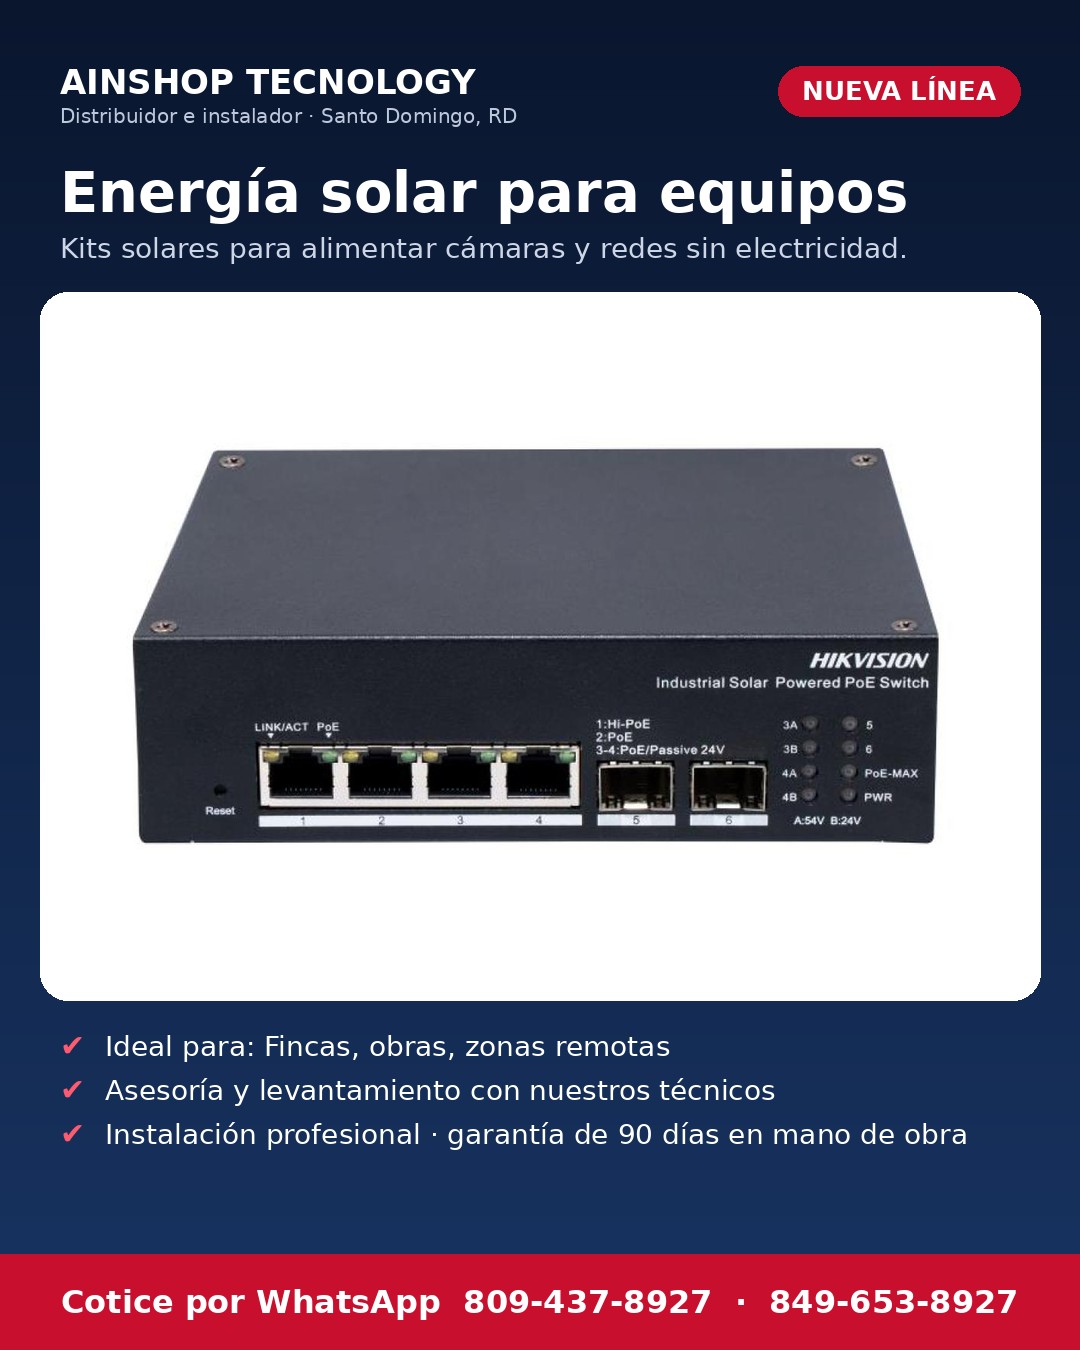 AINSHOP TECNOLOGY
NUEVA LÍNEA
Distribuidor e instalador · Santo Domingo, RD
Energía solar para equipos
Kits solares para alimentar cámaras y redes sin electricidad.
HIKVISION
Industrial Solar Powered PoE Switch
LINK/ACT PoE
1:Hi-PoE
2:PoE
3-4:PoE/Passive 24V
3A 5
3B 6
4A PoE-MAX
4B PWR
A:54V B:24V
Reset
1 2 3 4 5 6
✔ Ideal para: Fincas, obras, zonas remotas
✔ Asesoría y levantamiento con nuestros técnicos
✔ Instalación profesional · garantía de 90 días en mano de obra
Cotice por WhatsApp 809-437-8927 · 849-653-8927